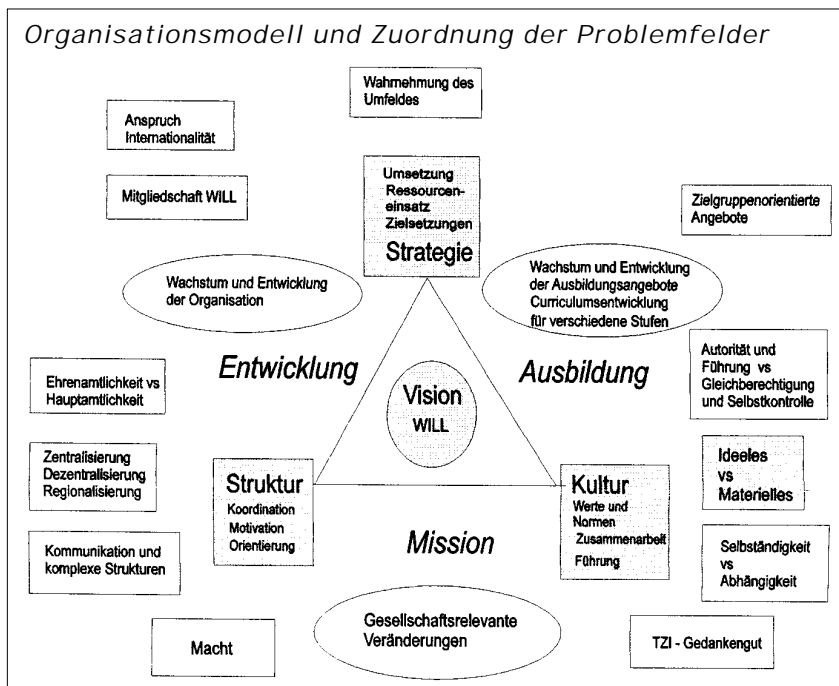 Organisationsmodell und Zuordnung der Problemfelder
Wahrnehmung des
Umfeldes
Anspruch
Internationalität
Mitgliedschaft WILL
Umsetzung
Ressourcen-
einsatz
Zielsetzungen
Strategie
Zielgruppenorientierte
Angebote
Wachstum und Entwicklung
der Organisation
Wachstum und Entwicklung
der Ausbildungsangebote
Curriculumsentwicklung
für verschiedene Stufen
Entwicklung
Ausbildung
Vision
WILL
Ehrenamtlichkeit vs
Hauptamtlichkeit
Autorität und
Führung vs
Gleichberechtigung
und Selbstkontrolle
Zentralisierung
Dezentralisierung
Regionalisierung
Struktur
Koordination
Motivation
Orientierung
Kultur
Werte und
Normen
Zusammenarbeit
Führung
Ideeles
vs
Materielles
Mission
Kommunikation und
komplexe Strukturen
Selbständigkeit
vs
Abhängigkeit
Macht
Gesellschaftsrelevante
Veränderungen
TZI - Gedankengut